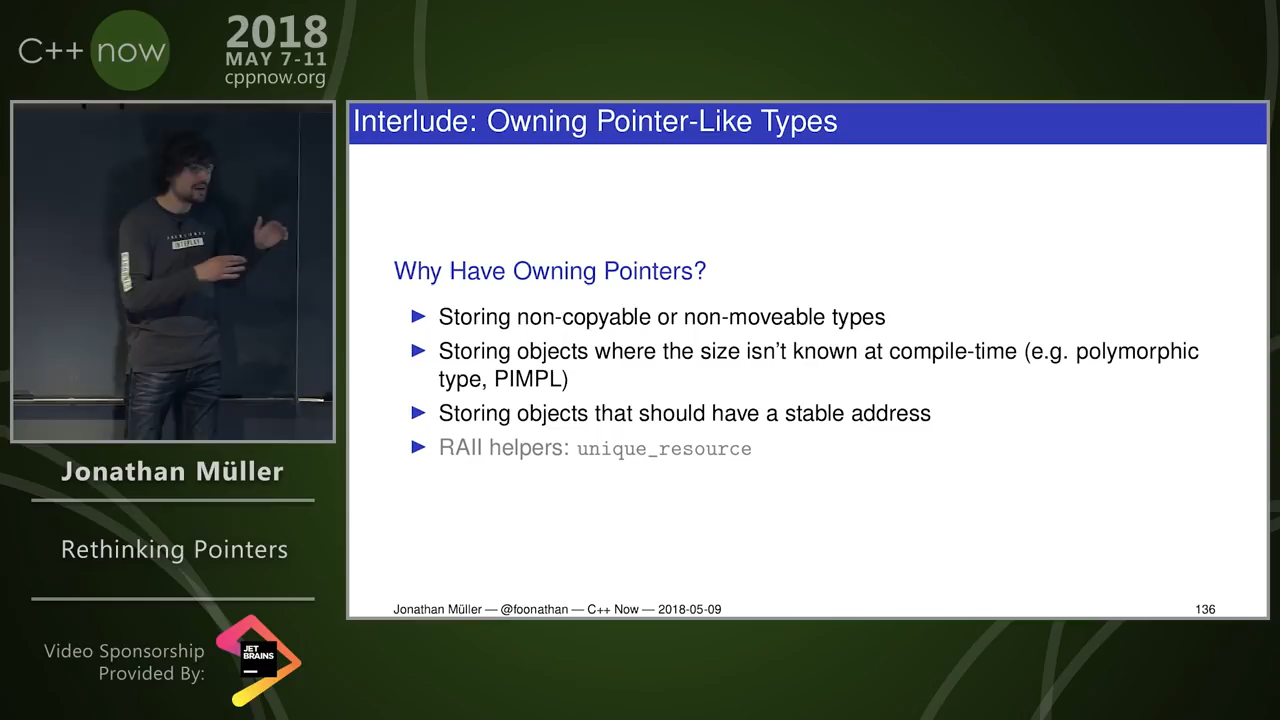 C++ now
2018
MAY 7-11
cppnow.org
Interlude: Owning Pointer-Like Types
Why Have Owning Pointers?
Storing non-copyable or non-moveable types
Storing objects where the size isn't known at compile-time (e.g. polymorphic
type, PIMPL)
Storing objects that should have a stable address
RAII helpers: unique_resource
Jonathan Müller — @foonathan — C++ Now — 2018-05-09
136
Jonathan Müller
Rethinking Pointers
Video Sponsorship
Provided By:
JET
BRAINS